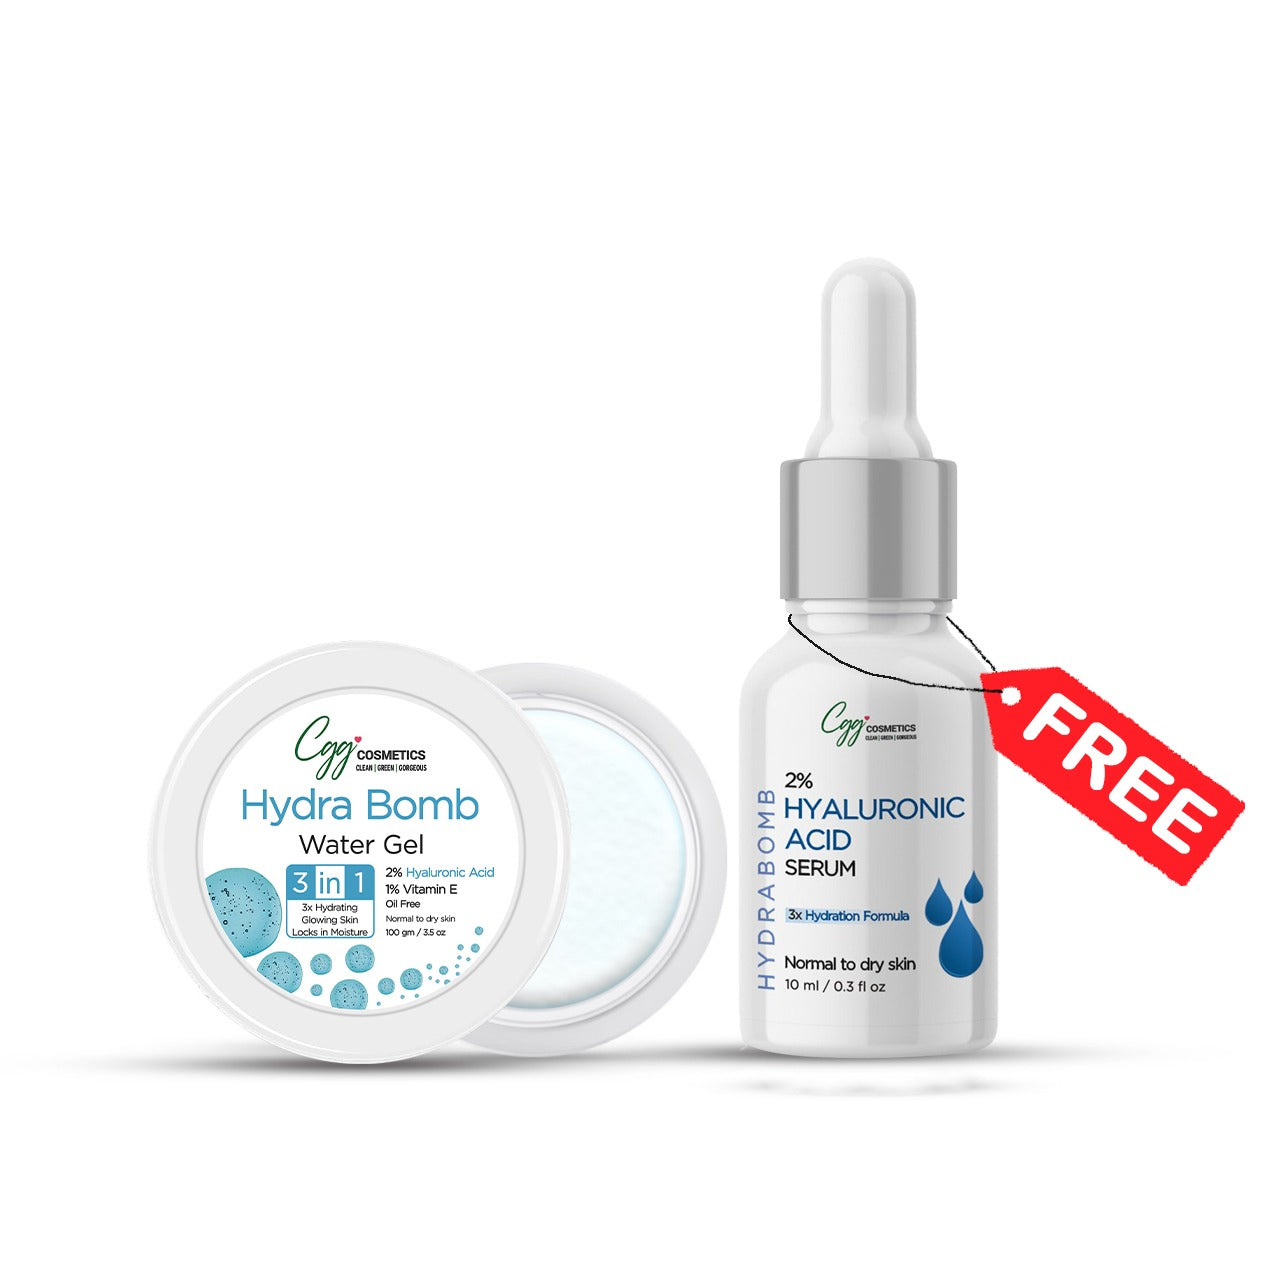 Cgg COSMETICS
CLEAN | GREEN | GORGEOUS
Hydra Bomb
Water Gel
3 in 1
3x Hydrating
Glowing Skin
Locks in Moisture
2% Hyaluronic Acid
1% Vitamin E
Oil Free
Normal to dry skin
100 gm / 3.5 oz
Cgg COSMETICS
CLEAN | GREEN | GORGEOUS
HYDRABOMB
2%
HYALURONIC
ACID
SERUM
3x Hydration Formula
Normal to dry skin
10 ml / 0.3 fl oz
FREE